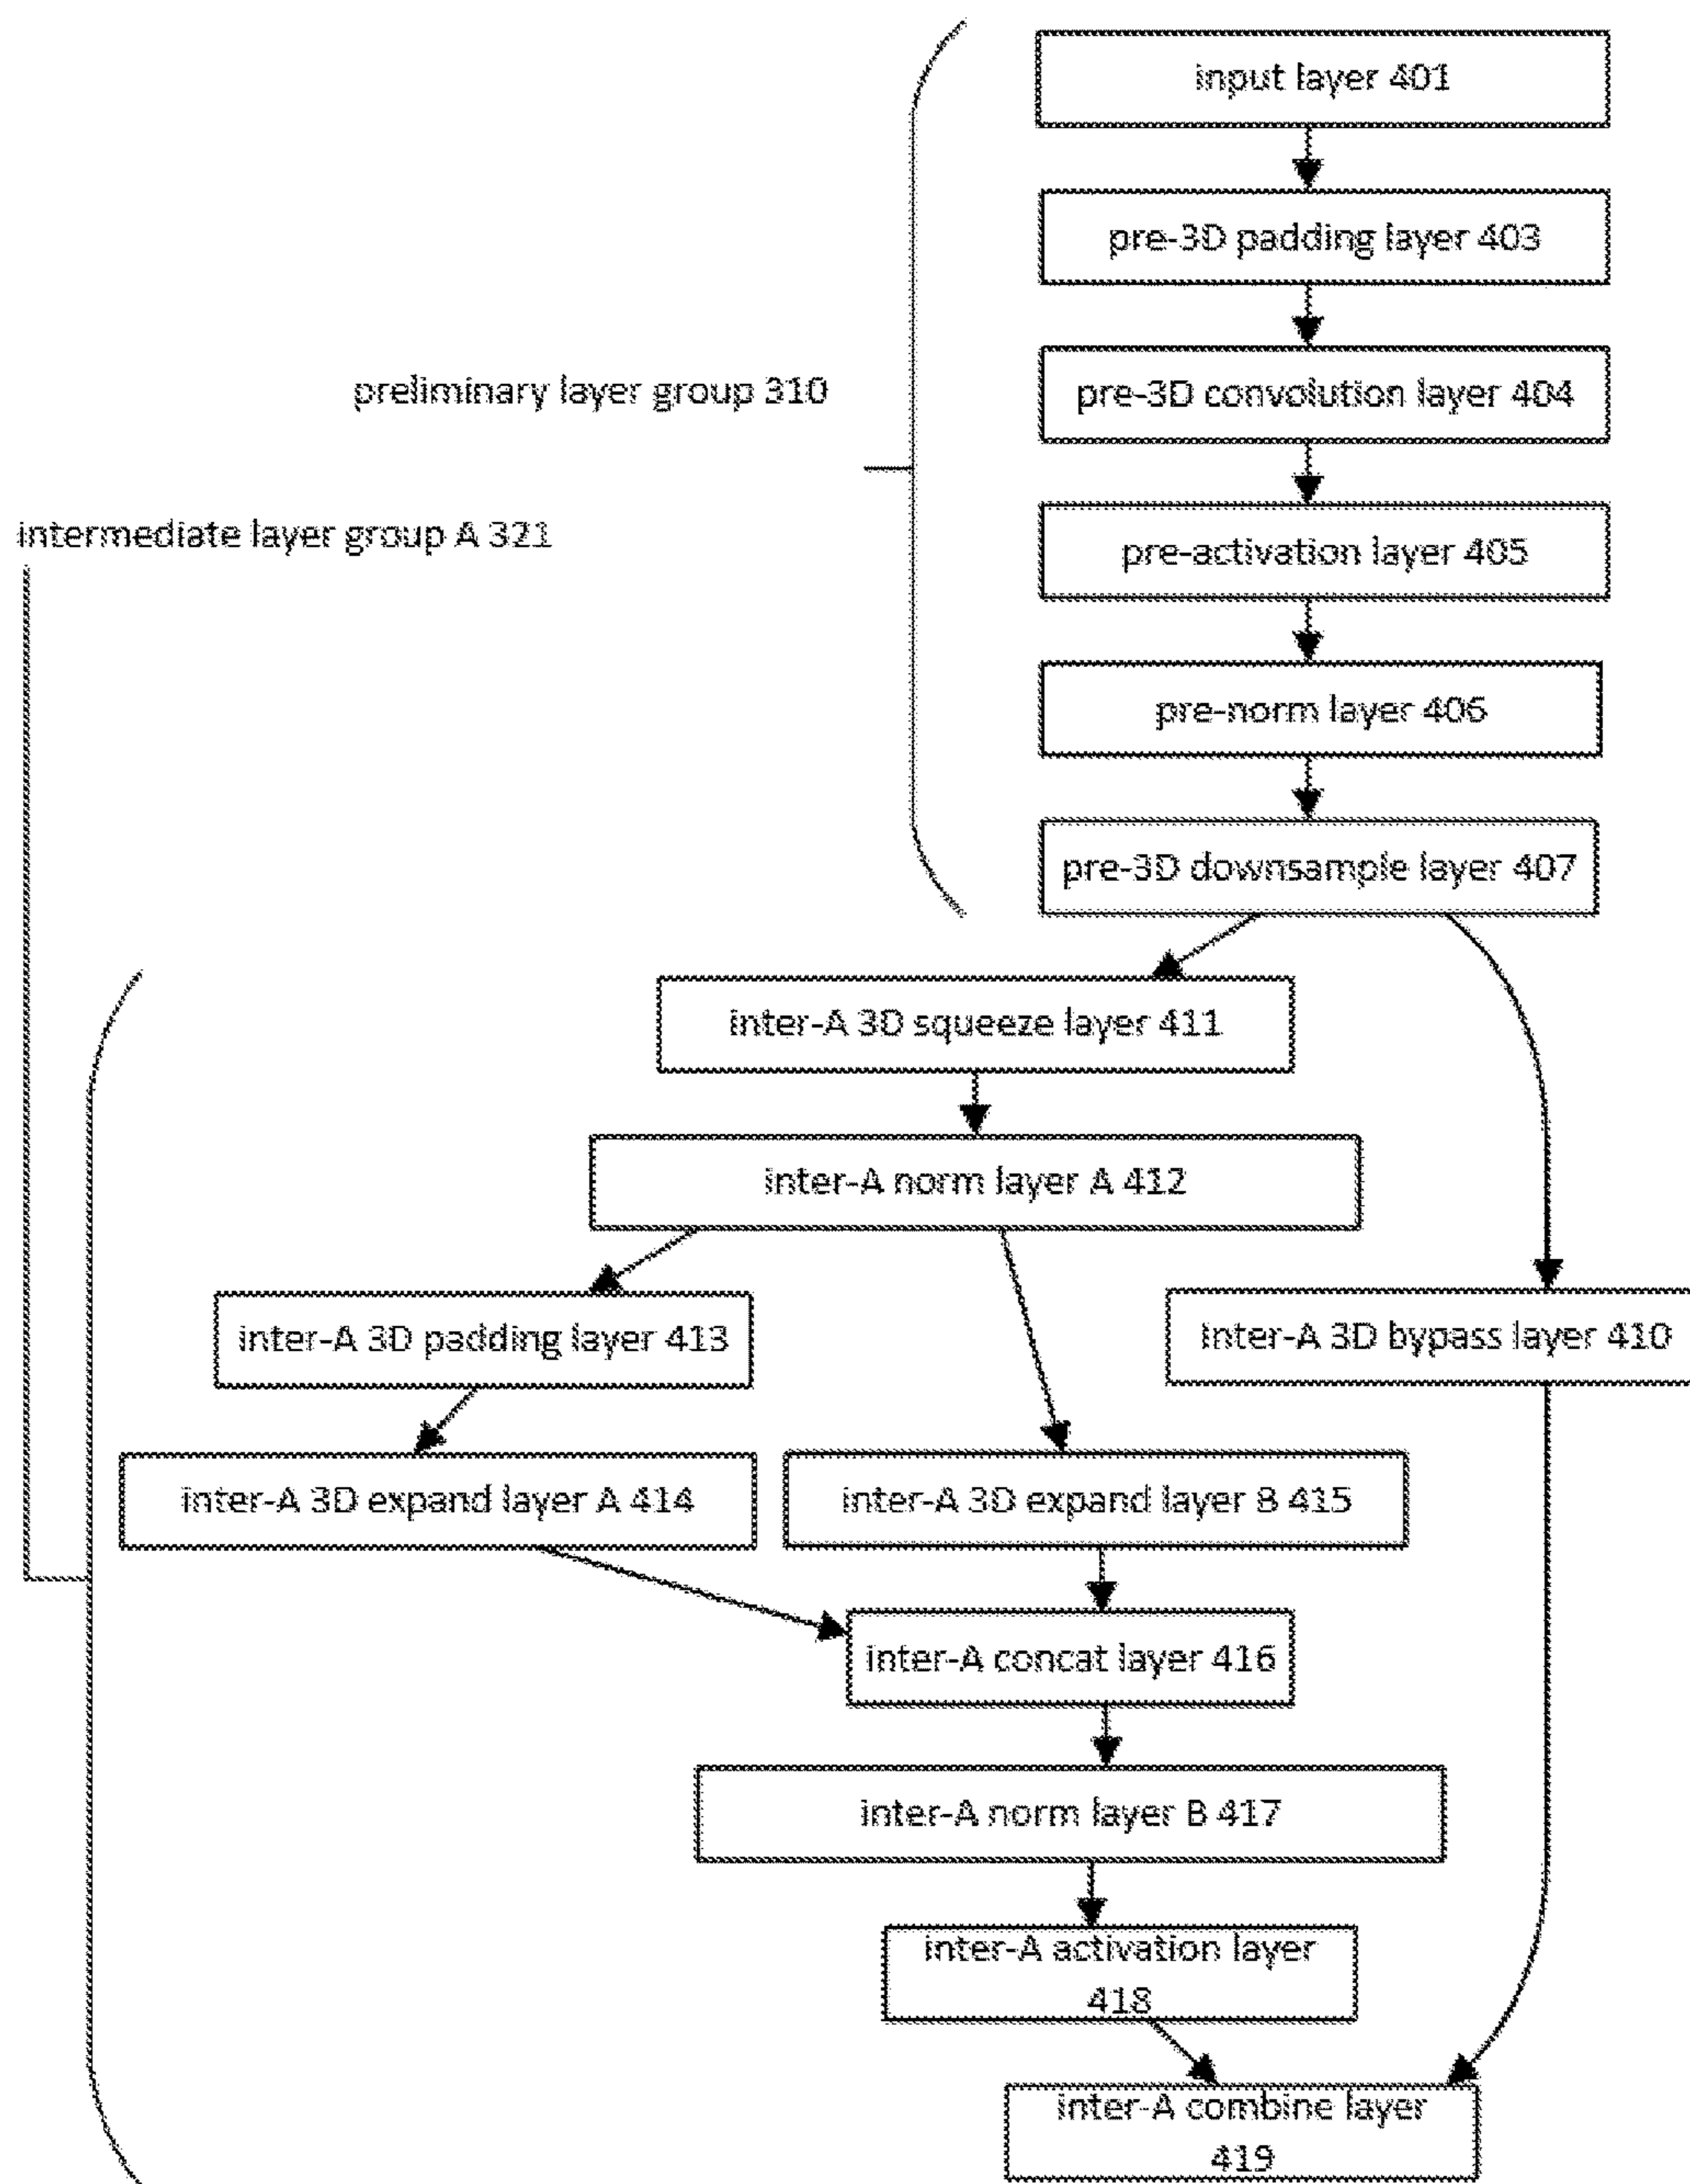 input layer 401
pre-3D padding layer 403
preliminary layer group 310
pre-3D convolution layer 404
intermediate layer group A 321
pre-activation layer 405
pre-norm layer 406
pre-3D downsample layer 407
inter-A 3D squeeze layer 411
inter-A norm layer A 412
inter-A 3D padding layer 413
inter-A 3D bypass layer 410
inter-A 3D expand layer A 414
inter-A 3D expand layer B 415
inter-A concat layer 416
inter-A norm layer B 417
inter-A activation layer
418
inter-A combine layer
419